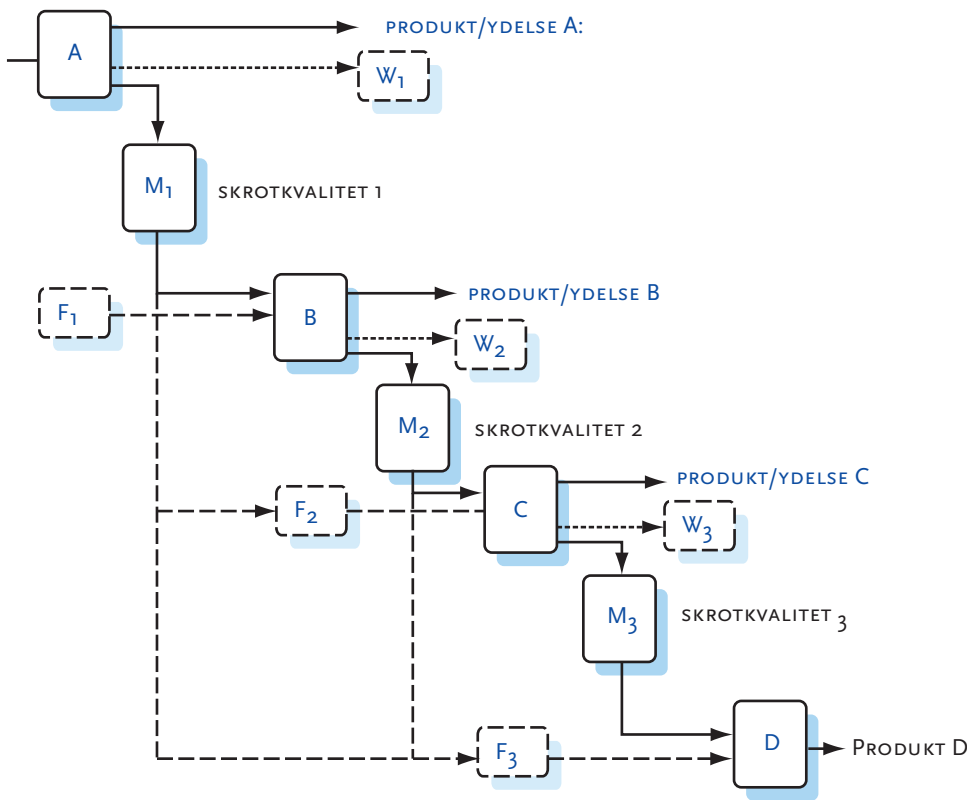 PRODUKT/YDELSE A:
A
W1
M1
SKROTKVALITET 1
PRODUKT/YDELSE B
F1
B
W2
M2
SKROTKVALITET 2
PRODUKT/YDELSE C
F2
C
W3
M3
SKROTKVALITET 3
D
F3
PRODUKT D